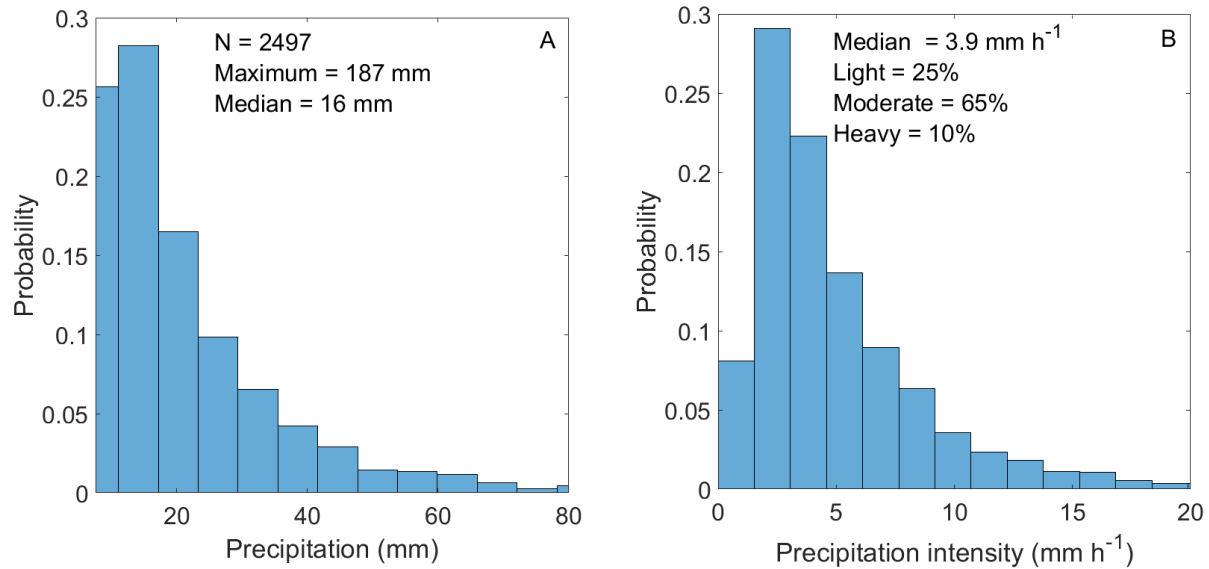 0.3
0.25
0.2
0.15
0.1
0.05
0
Probability
N = 2497
Maximum = 187 mm
Median = 16 mm
A
20
40
60
80
Precipitation (mm)
0.3
0.25
0.2
0.15
0.1
0.05
0
Probability
Median = 3.9 mm h⁻¹
Light = 25%
Moderate = 65%
Heavy = 10%
B
0
5
10
15
20
Precipitation intensity (mm h⁻¹)